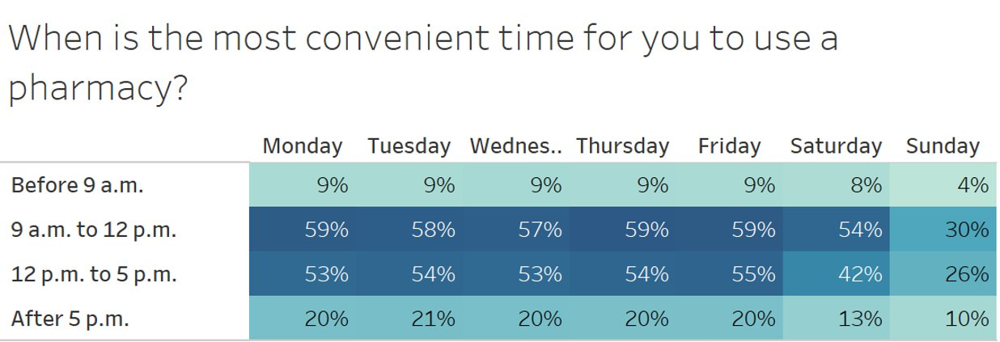 When is the most convenient time for you to use a
pharmacy?
Monday Tuesday Wednes.. Thursday Friday Saturday Sunday
Before 9 a.m. 9% 9% 9% 9% 9% 8% 4%
9 a.m. to 12 p.m. 59% 58% 57% 59% 59% 54% 30%
12 p.m. to 5 p.m. 53% 54% 53% 54% 55% 42% 26%
After 5 p.m. 20% 21% 20% 20% 20% 13% 10%